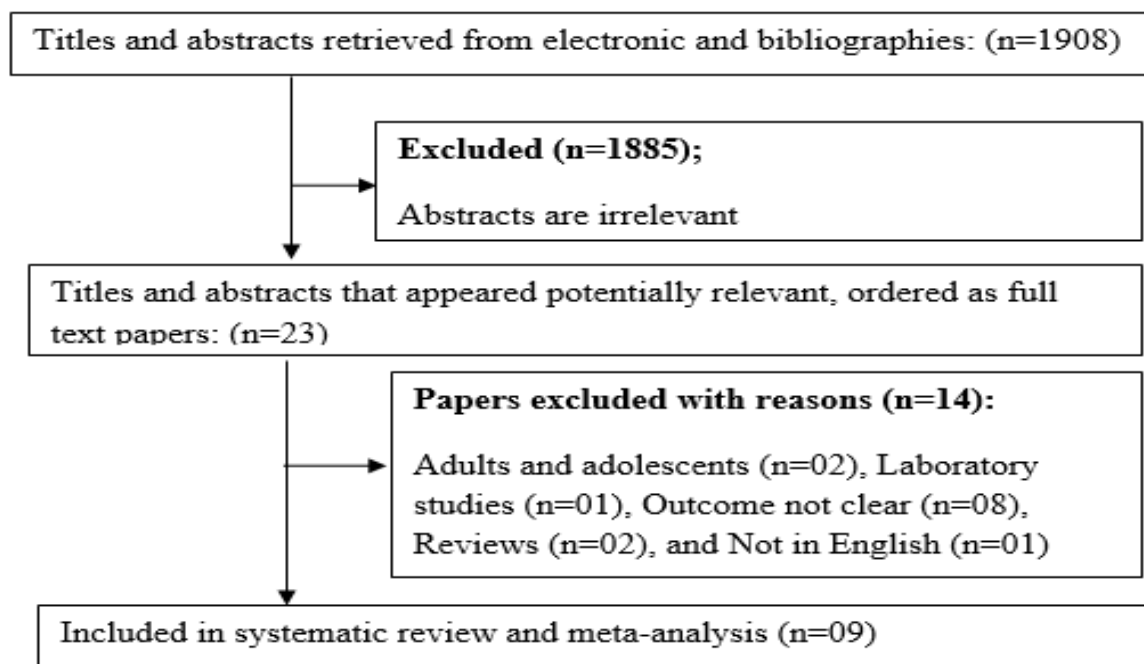 Titles and abstracts retrieved from electronic and bibliographies: (n=1908)
Excluded (n=1885);
Abstracts are irrelevant
Titles and abstracts that appeared potentially relevant, ordered as full
text papers: (n=23)
Papers excluded with reasons (n=14):
Adults and adolescents (n=02), Laboratory
studies (n=01), Outcome not clear (n=08),
Reviews (n=02), and Not in English (n=01)
Included in systematic review and meta-analysis (n=09)